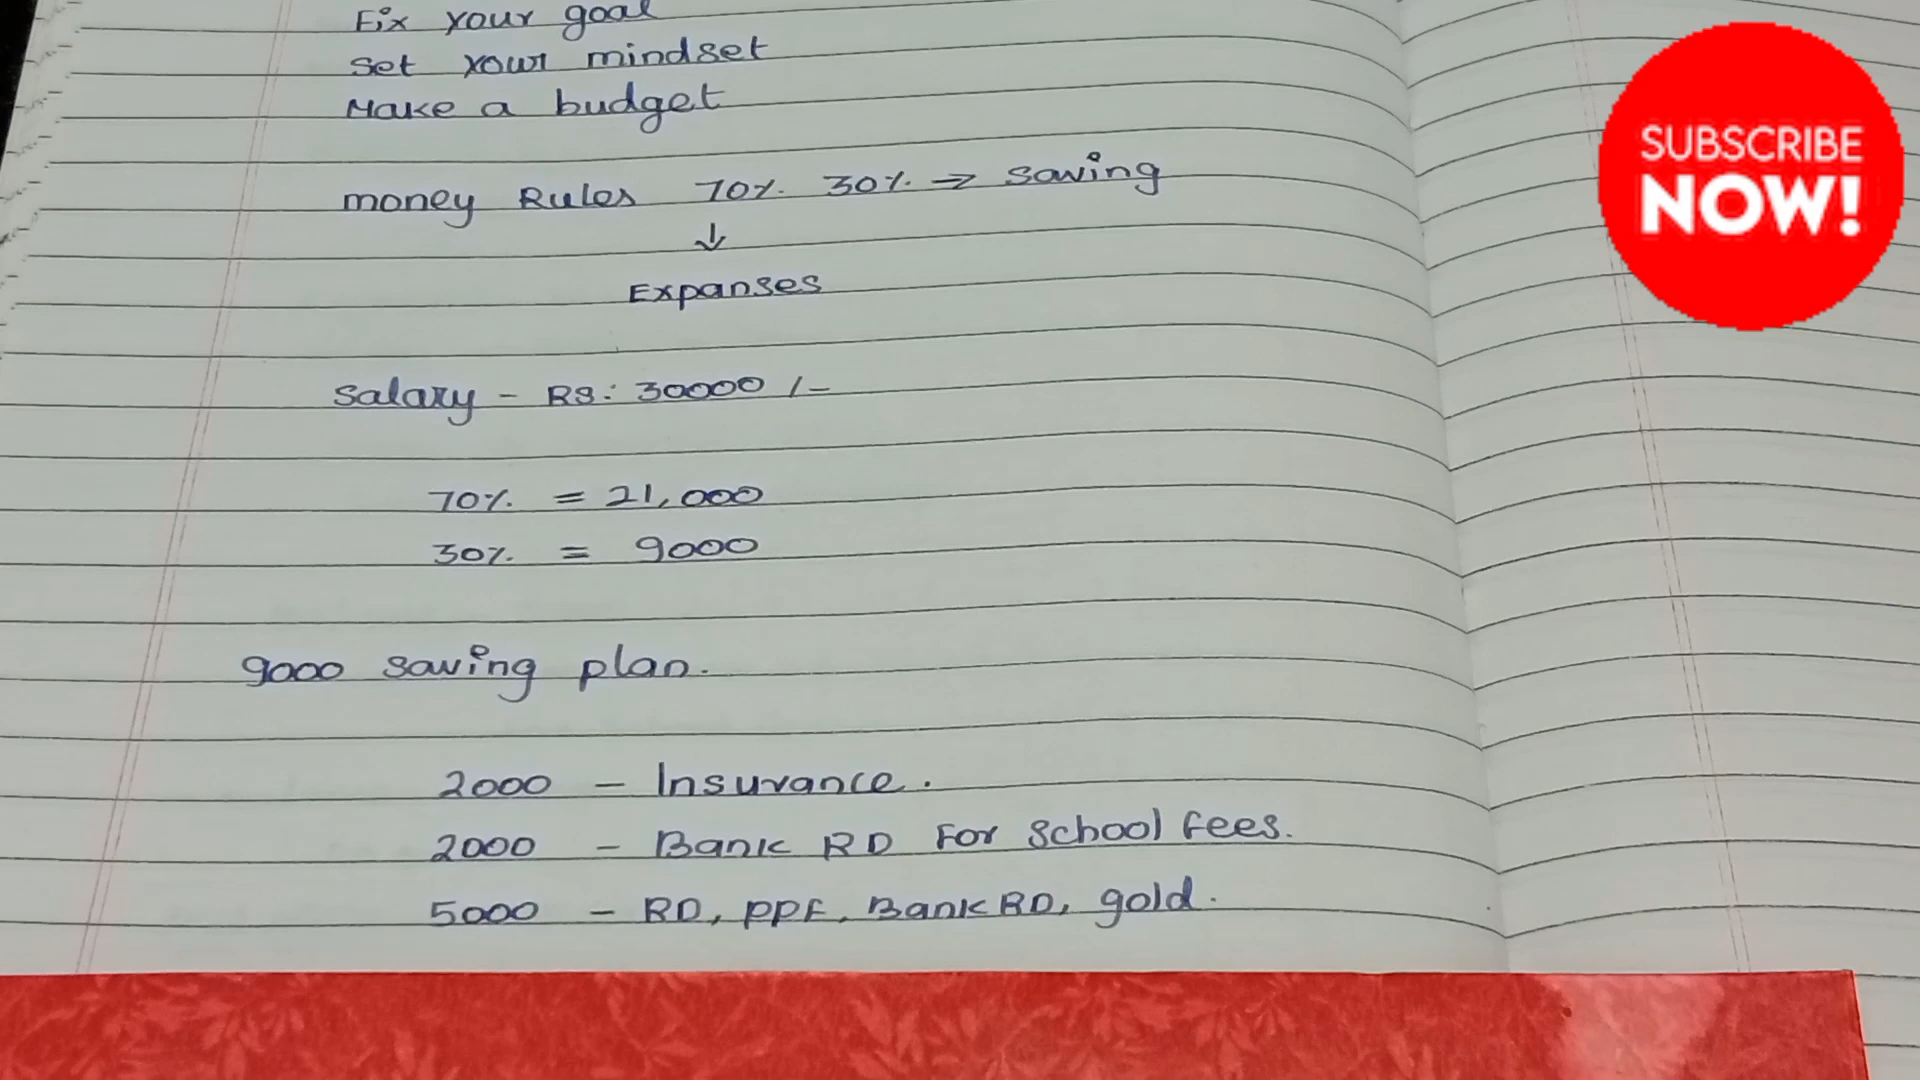 Fix your goal
Set your mindset
Make a budget
money Rules 70% 30% → saving
↓
Expanses
Salary - RS: 30000 /-
70% = 21,000
30% = 9000
9000 saving plan.
2000 - Insurance.
2000 - Bank RD For School fees.
5000 - RD, PPF, Bank RD, gold.
SUBSCRIBE
NOW!